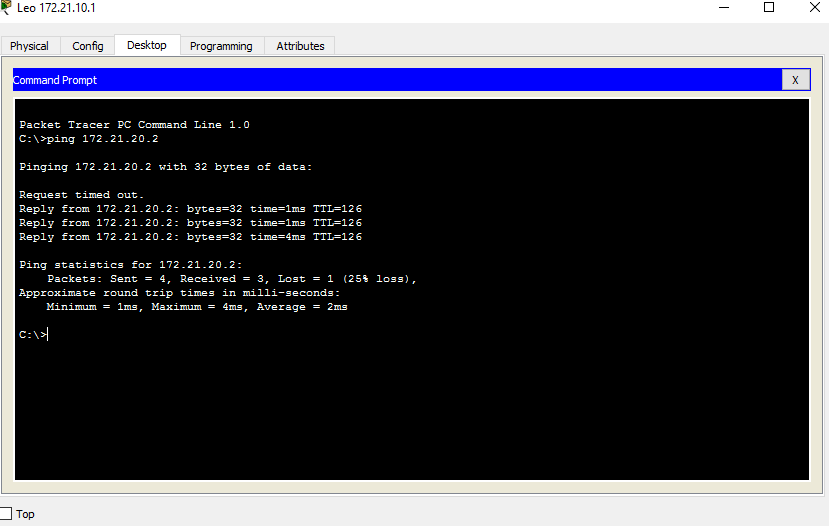 Leo 172.21.10.1
Physical Config Desktop Programming Attributes
Command Prompt X
Packet Tracer PC Command Line 1.0
C:\>ping 172.21.20.2
Pinging 172.21.20.2 with 32 bytes of data:
Request timed out.
Reply from 172.21.20.2: bytes=32 time=1ms TTL=126
Reply from 172.21.20.2: bytes=32 time=1ms TTL=126
Reply from 172.21.20.2: bytes=32 time=4ms TTL=126
Ping statistics for 172.21.20.2:
    Packets: Sent = 4, Received = 3, Lost = 1 (25% loss),
Approximate round trip times in milli-seconds:
    Minimum = 1ms, Maximum = 4ms, Average = 2ms
C:\>
Top